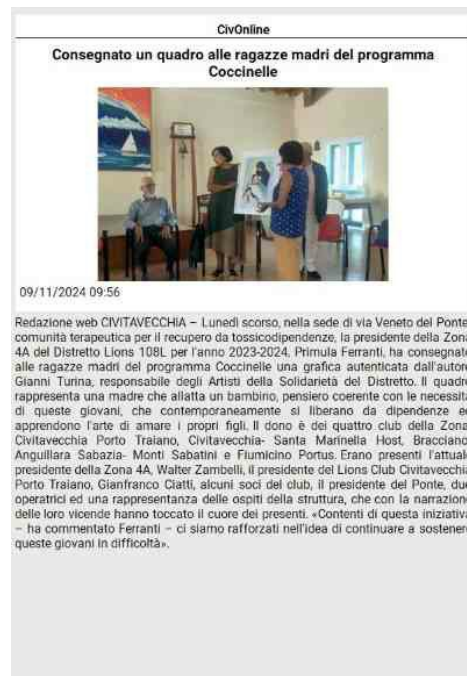 CivOnline
Consegnato un quadro alle ragazze madri del programma
Coccinelle
09/11/2024 09:56
Redazione web CIVITAVECCHIA – Lunedì scorso, nella sede di via Veneto del Ponte,
comunità terapeutica per il recupero da tossicodipendenze, la presidente della Zona
4A del Distretto Lions 108L per l'anno 2023-2024, Primula Ferranti, ha consegnato
alle ragazze madri del programma Coccinelle una grafica autenticata dall'autore
Gianni Turina, responsabile degli Artisti della Solidarietà del Distretto. Il quadro
rappresenta una madre che allatta un bambino, pensiero coerente con le necessità
di queste giovani, che contemporaneamente si liberano da dipendenze ed
apprendono l'arte di amare i propri figli. Il dono è dei quattro club della Zona:
Civitavecchia Porto Traiano, Civitavecchia- Santa Marinella Host, Bracciano
Anguillara Sabazia- Monti Sabatini e Fiumicino Portus. Erano presenti l'attuale
presidente della Zona 4A, Walter Zambelli, il presidente del Lions Club Civitavecchia
Porto Traiano, Gianfranco Ciatti, alcuni soci del club, il presidente del Ponte, due
operatrici ed una rappresentanza delle ospiti della struttura, che con la narrazione
delle loro vicende hanno toccato il cuore dei presenti. «Contenti di questa iniziativa
– ha commentato Ferranti – ci siamo rafforzati nell'idea di continuare a sostenere
queste giovani in difficoltà».